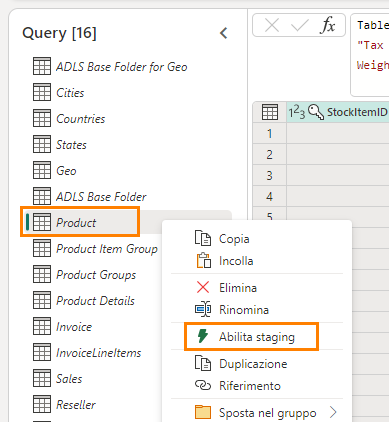 Query [16]
ADLS Base Folder for Geo
Cities
Countries
States
Geo
ADLS Base Folder
Product
Product Item Group
Product Groups
Product Details
Invoice
InvoiceLineItems
Sales
Reseller
fx
Table
"Tax
Weigh
1 2 3 StockItemID
1
2
3
4
5
Copia
Incolla
Elimina
Rinomina
Abilita staging
Duplicazione
Riferimento
Sposta nel gruppo